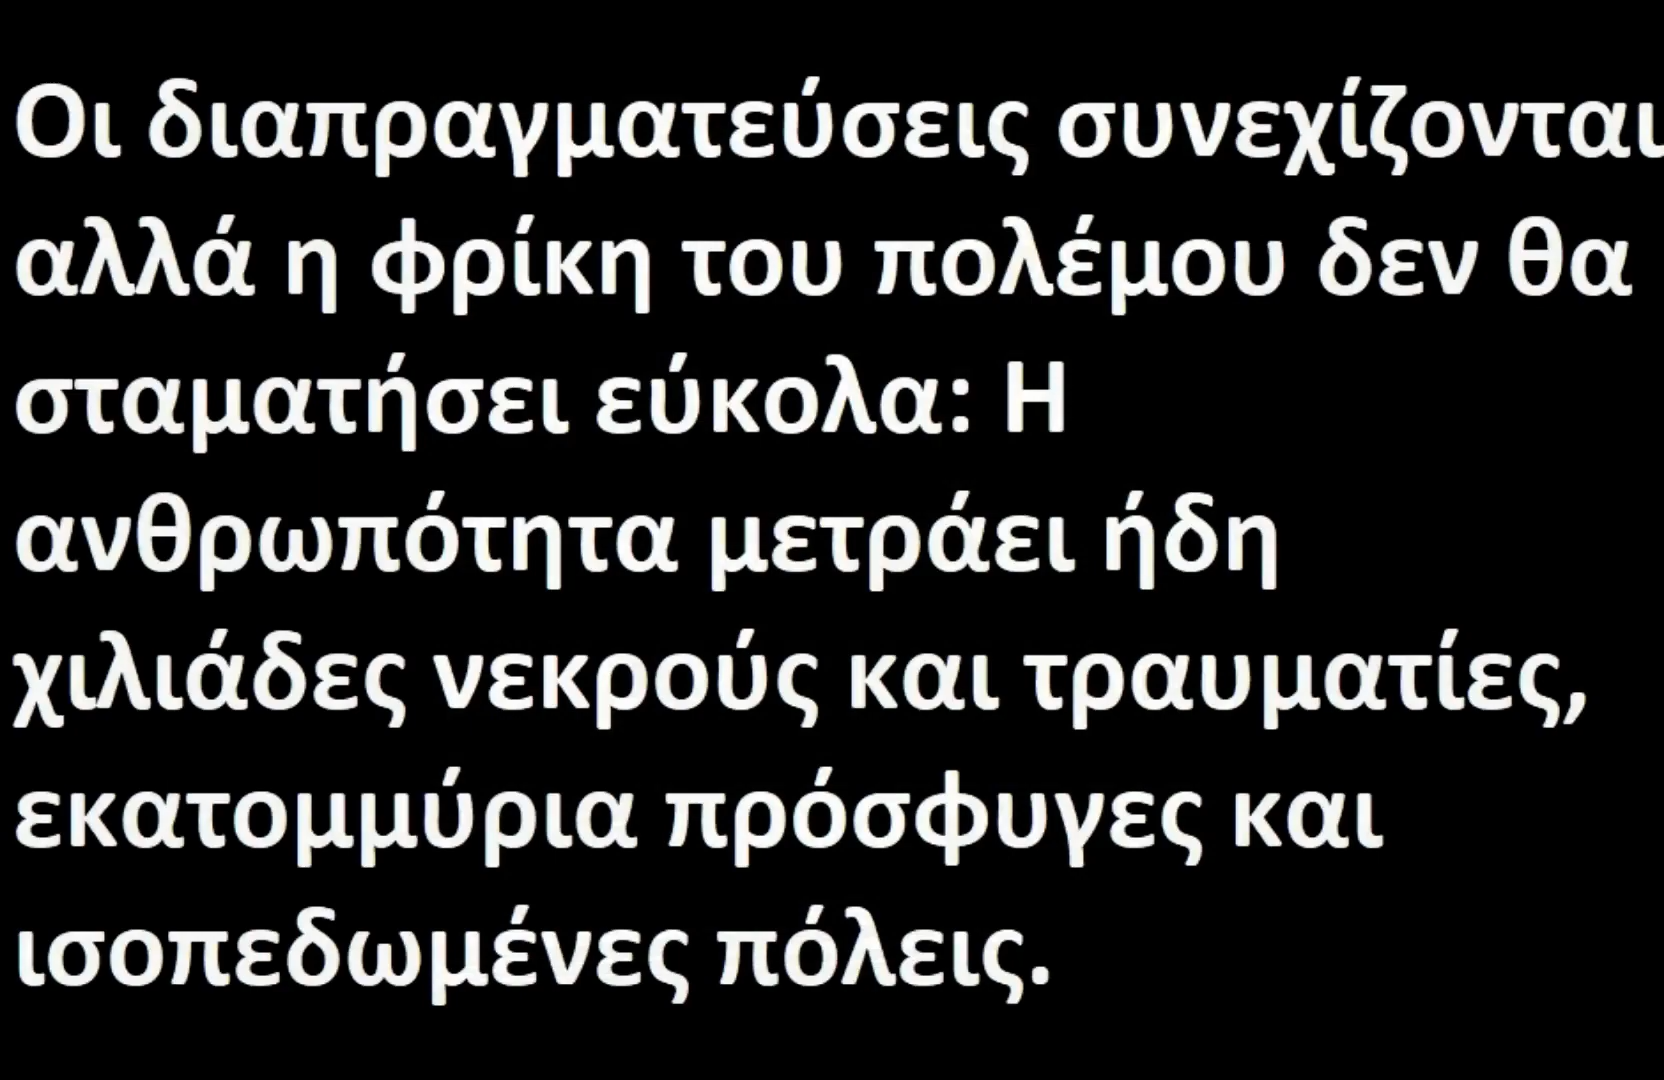 Οι διαπραγματεύσεις συνεχίζονται
αλλά η φρίκη του πολέμου δεν θα
σταματήσει εύκολα: Η
ανθρωπότητα μετράει ήδη
χιλιάδες νεκρούς και τραυματίες,
εκατομμύρια πρόσφυγες και
ισοπεδωμένες πόλεις.